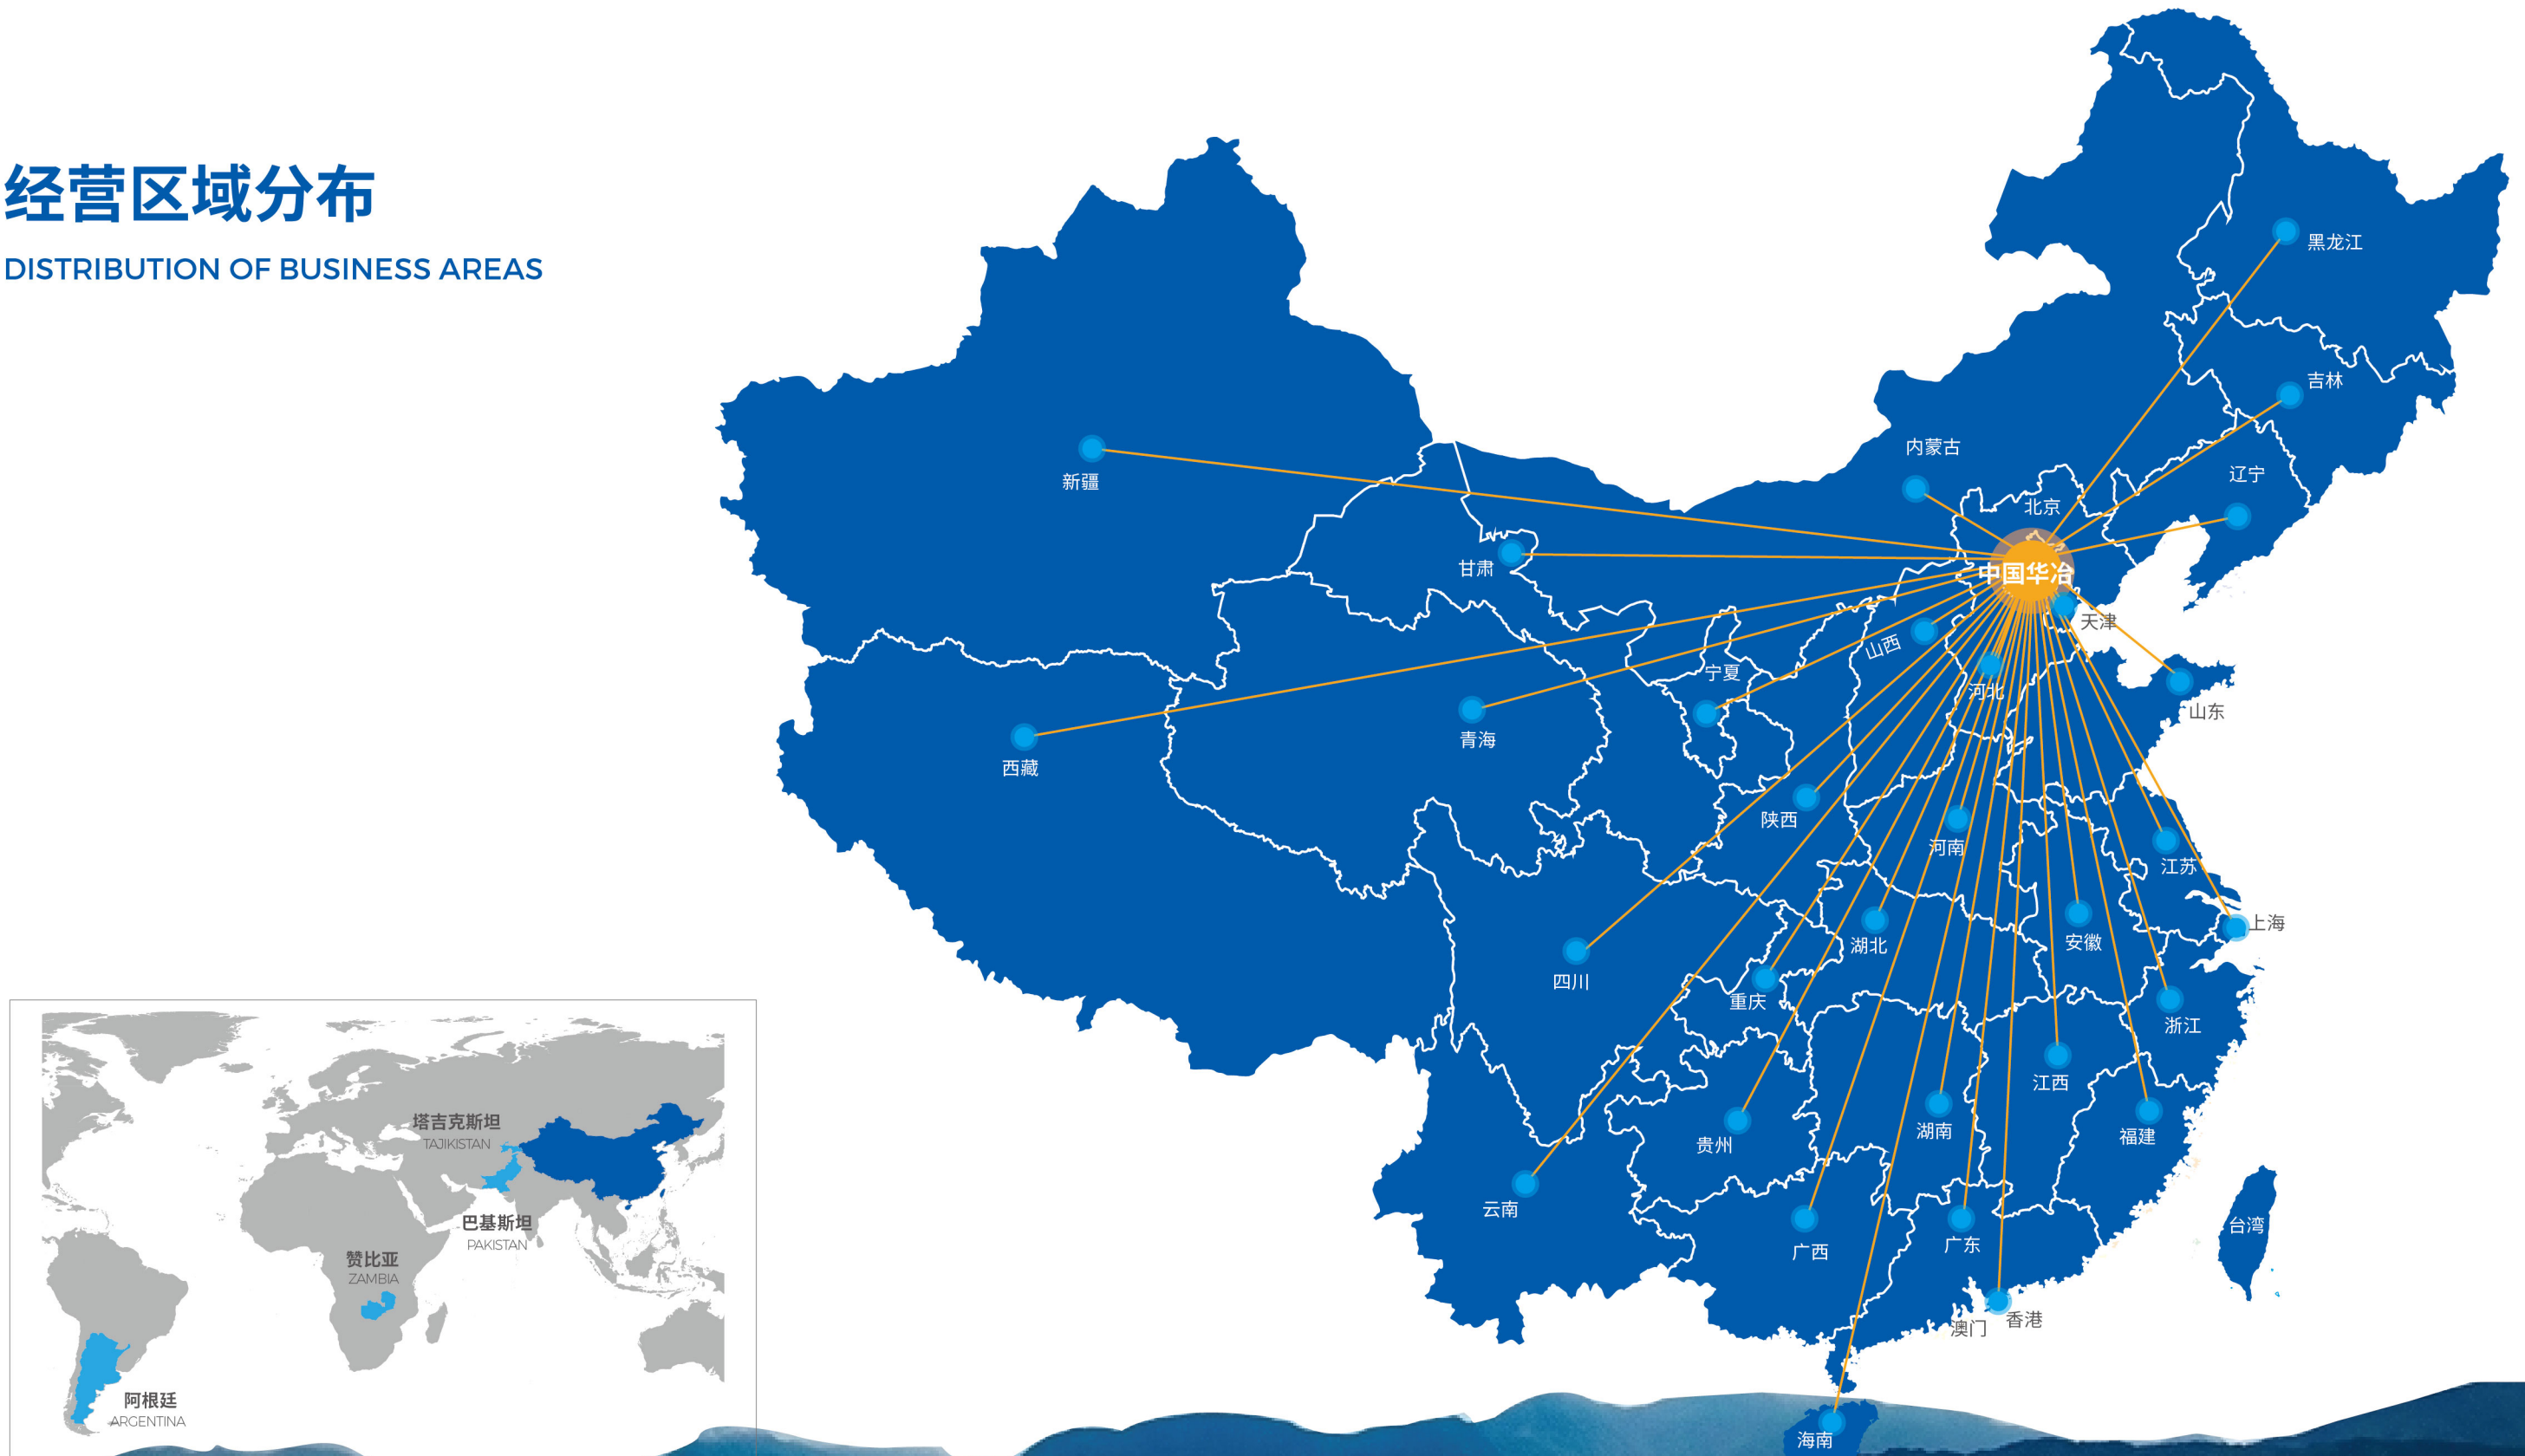 经营区域分布
DISTRIBUTION OF BUSINESS AREAS
黑龙江
吉林
内蒙古
辽宁
新疆
北京
甘肃
中国华冶
天津
山西
宁夏
河北
山东
青海
西藏
陕西
河南
江苏
上海
湖北
安徽
四川
重庆
浙江
江西
湖南
福建
贵州
云南
台湾
广东
广西
香港
澳门
海南
塔吉克斯坦
TAJIKISTAN
巴基斯坦
PAKISTAN
赞比亚
ZAMBIA
阿根廷
ARGENTINA